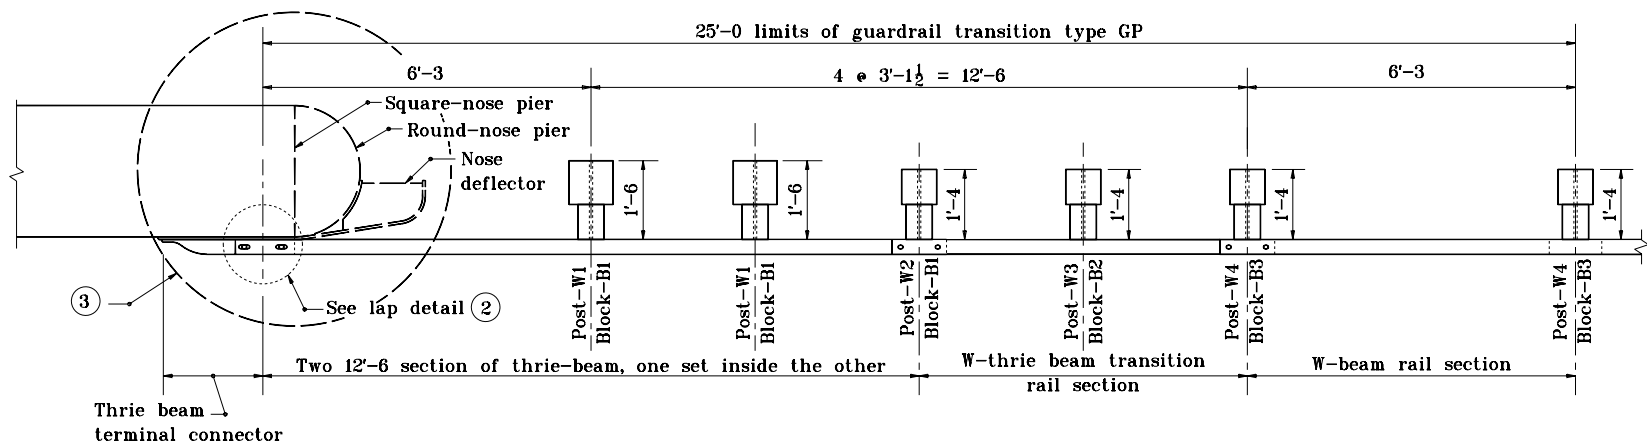 25'-0 limits of guardrail transition type GP
6'-3
4 @ 3'-1½ = 12'-6
6'-3
Square-nose pier
Round-nose pier
Nose
deflector
1'-6
1'-6
1'-4
1'-4
1'-4
1'-4
3
See lap detail 2
Post-W1
Block-B1
Post-W1
Block-B1
Post-W2
Block-B1
Post-W3
Block-B2
Post-W4
Block-B3
Post-W4
Block-B3
Two 12'-6 section of thrie-beam, one set inside the other
W-thrie beam transition
rail section
W-beam rail section
Thrie beam
terminal connector